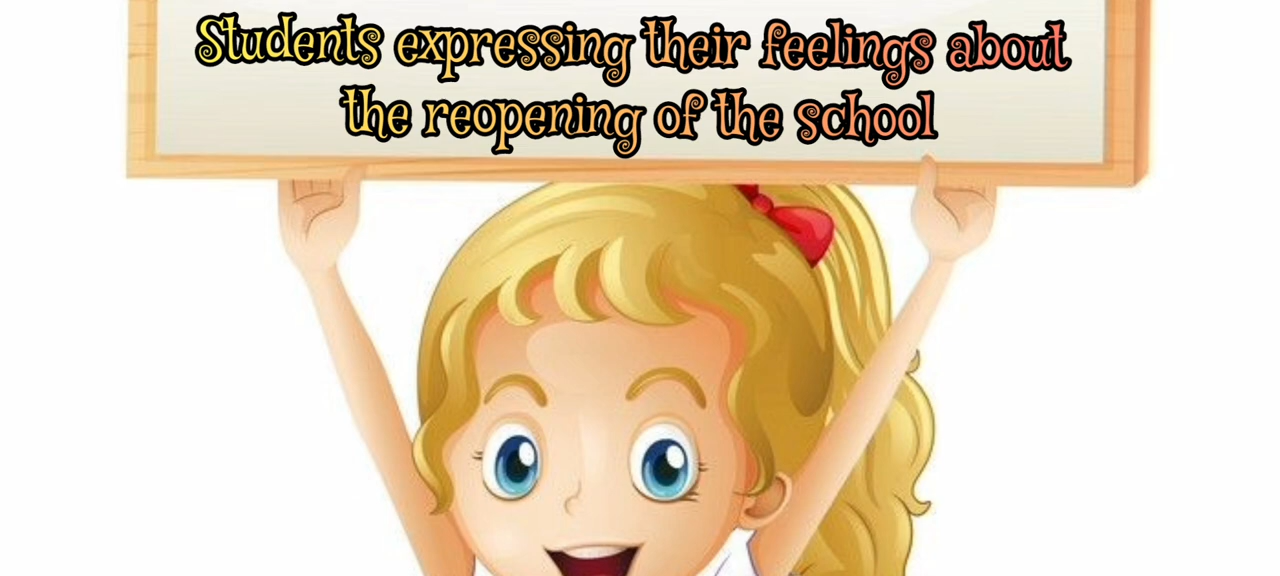 Students expressing their feelings about
the reopening of the school